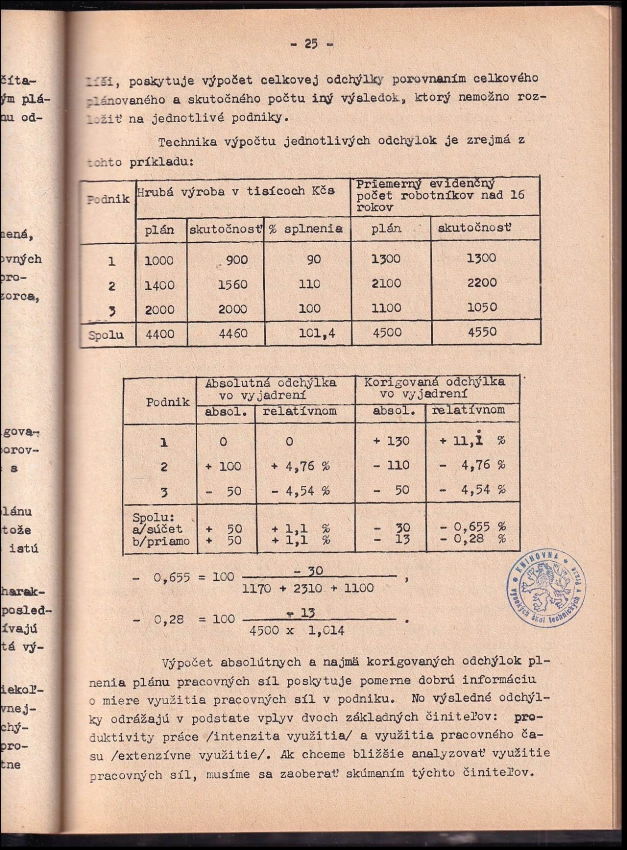 - 25 -
líši, poskytuje výpočet celkovej odchýlky porovnaním celkového
plánovaného a skutočného počtu iný výsledok, ktorý nemožno roz-
ložiť na jednotlivé podniky.
Technika výpočtu jednotlivých odchýlok je zrejmá z
tohto príkladu:
Podnik Hrubá výroba v tisícoch Kčs Priemerný evidenčný počet robotníkov nad 16 rokov
plán skutočnosť % splnenia plán skutočnosť
1 1000 900 90 1300 1300
2 1400 1560 110 2100 2200
3 2000 2000 100 1100 1050
Spolu 4400 4460 101,4 4500 4550
Podnik Absolutná odchýlka vo vyjadrení Korigovaná odchýlka vo vyjadrení
absol. relatívnom absol. relatívnom
1 0 0 + 130 + 11,1 %
2 + 100 + 4,76 % - 110 - 4,76 %
3 - 50 - 4,54 % - 50 - 4,54 %
Spolu:
a/súčet + 50 + 1,1 % - 30 - 0,655 %
b/priamo + 50 + 1,1 % - 13 - 0,28 %
- 0,655 = 100 - 30 ,
1170 + 2310 + 1100
- 0,28 = 100 - 13 .
4500 x 1,014
KNIHOVNA
vysokých škol technických
Výpočet absolútnych a najmä korigovaných odchýlok pl-
nenia plánu pracovných síl poskytuje pomerne dobrú informáciu
o miere využitia pracovných síl v podniku. No výsledné odchýl-
ky odrážajú v podstate vplyv dvoch základných činiteľov: pro-
duktivity práce /intenzita využitia/ a využitia pracovného ča-
su /extenzívne využitie/. Ak chceme bližšie analyzovať využitie
pracovných síl, musíme sa zaoberať skúmaním týchto činiteľov.